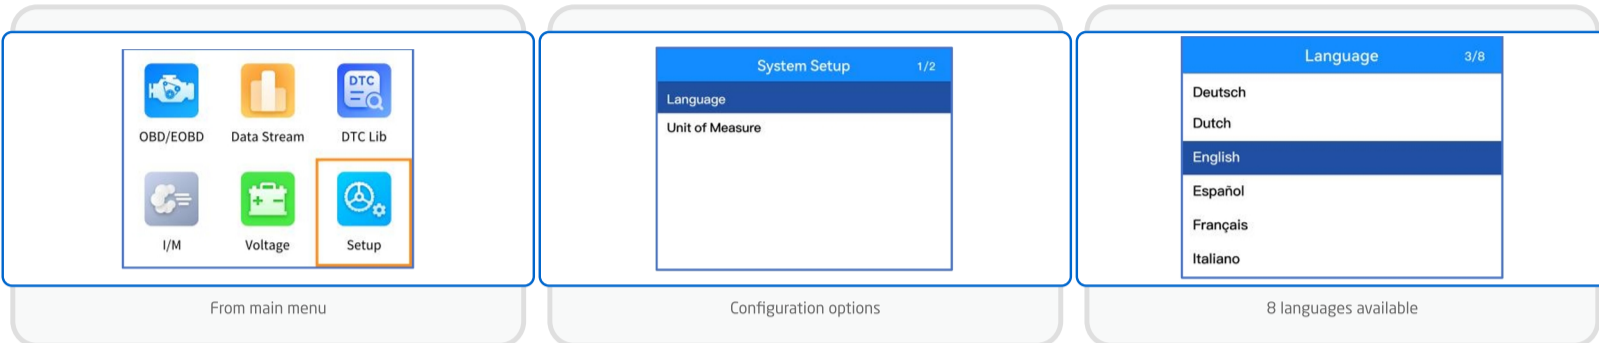 DTC
OBD/EOBD Data Stream DTC Lib
I/M Voltage Setup
From main menu
System Setup 1/2
Language
Unit of Measure
Configuration options
Language 3/8
Deutsch
Dutch
English
Español
Français
Italiano
8 languages available